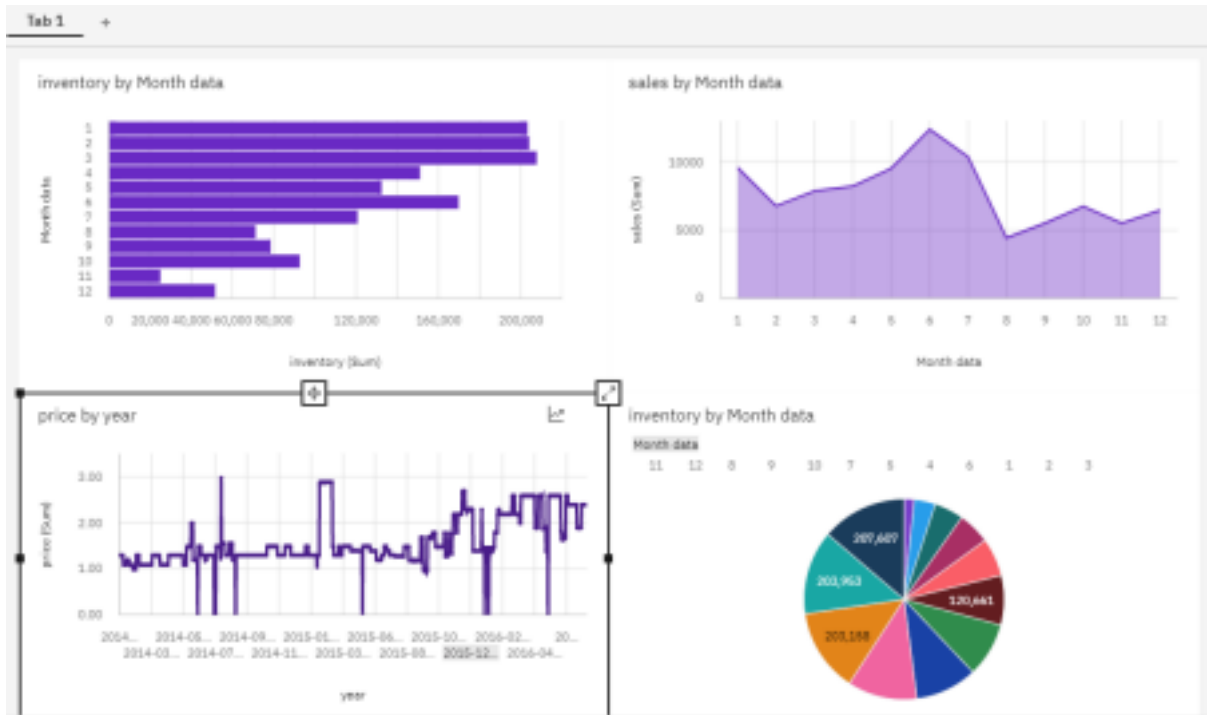 Tab 1 +
inventory by Month data
Month data
1
2
3
4
5
6
7
8
9
10
11
12
0 20,000 40,000 60,000 80,000 120,000 160,000 200,000
inventory (Sum)
sales by Month data
sales (Sum)
10000
5000
0
1 2 3 4 5 6 7 8 9 10 11 12
Month data
price by year
price (Sum)
3.00
2.00
1.00
0.00
2014... 2014-05... 2014-09... 2015-01... 2015-06... 2015-10... 2016-02... 20...
2014-03... 2014-07... 2014-11... 2015-03... 2015-08... 2015-12... 2016-04...
year
inventory by Month data
Month data
11 12 8 9 10 7 5 4 6 1 2 3
207,607
203,953
203,158
120,661